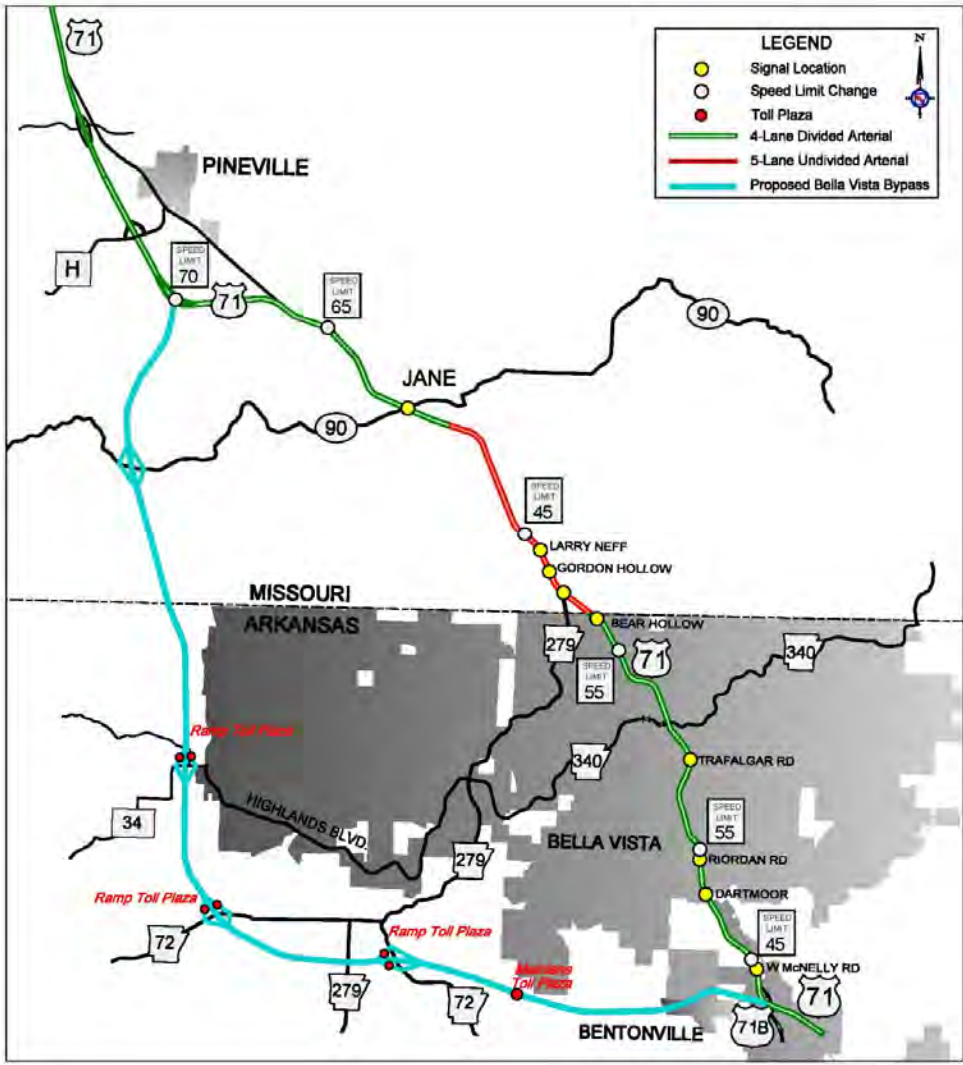 71
LEGEND
N
Signal Location
Speed Limit Change
Toll Plaza
4-Lane Divided Arterial
5-Lane Undivided Arterial
Proposed Bella Vista Bypass
PINEVILLE
H
SPEED
LIMIT
70
71
SPEED
LIMIT
65
90
JANE
90
SPEED
LIMIT
45
LARRY NEFF
GORDON HOLLOW
MISSOURI
ARKANSAS
BEAR HOLLOW
279
71
340
SPEED
LIMIT
55
Ramp Toll Plaza
340
TRAFALGAR RD
34
HIGHLANDS BLVD.
SPEED
LIMIT
55
BELLA VISTA
RIORDAN RD
279
DARTMOOR
Ramp Toll Plaza
72
Ramp Toll Plaza
SPEED
LIMIT
45
W McNELLY RD
279
72
Toll Plaza
71
71B
BENTONVILLE